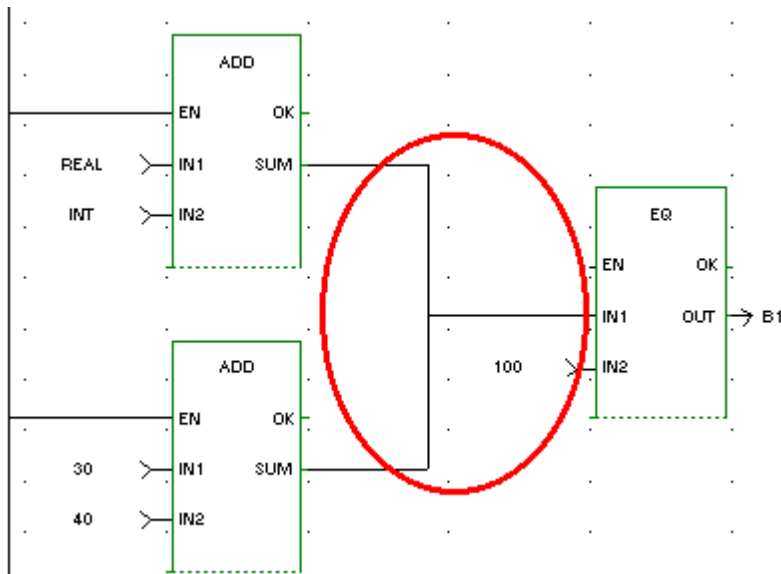 ADD
EN OK
REAL IN1 SUM
INT IN2
EQ
EN OK
IN1 OUT B1
100 IN2
ADD
EN OK
30 IN1 SUM
40 IN2